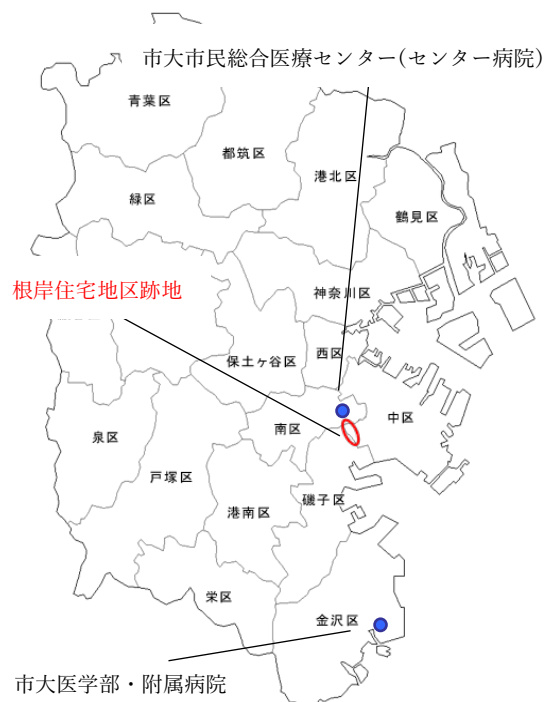 市大市民総合医療センター(センター病院)
青葉区
都筑区
港北区
緑区
鶴見区
神奈川区
根岸住宅地区跡地
西区
保土ヶ谷区
中区
南区
泉区
戸塚区
磯子区
港南区
栄区
金沢区
市大医学部・附属病院